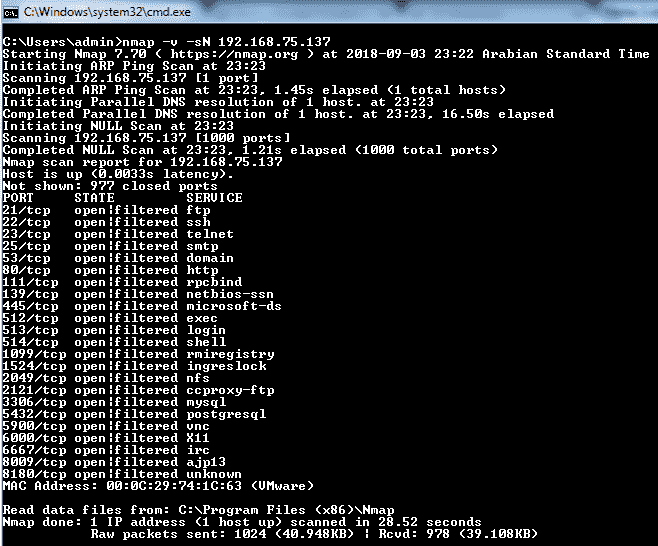 C:\Windows\system32\cmd.exe
C:\Users\admin>nmap -v -sN 192.168.75.137
Starting Nmap 7.70 ( https://nmap.org ) at 2018-09-03 23:22 Arabian Standard Time
Initiating ARP Ping Scan at 23:23
Scanning 192.168.75.137 [1 port]
Completed ARP Ping Scan at 23:23, 1.45s elapsed (1 total hosts)
Initiating Parallel DNS resolution of 1 host. at 23:23
Completed Parallel DNS resolution of 1 host. at 23:23, 16.50s elapsed
Initiating NULL Scan at 23:23
Scanning 192.168.75.137 [1000 ports]
Completed NULL Scan at 23:23, 1.21s elapsed (1000 total ports)
Nmap scan report for 192.168.75.137
Host is up (0.0033s latency).
Not shown: 977 closed ports
PORT     STATE         SERVICE
21/tcp   open|filtered ftp
22/tcp   open|filtered ssh
23/tcp   open|filtered telnet
25/tcp   open|filtered smtp
53/tcp   open|filtered domain
80/tcp   open|filtered http
111/tcp  open|filtered rpcbind
139/tcp  open|filtered netbios-ssn
445/tcp  open|filtered microsoft-ds
512/tcp  open|filtered exec
513/tcp  open|filtered login
514/tcp  open|filtered shell
1099/tcp open|filtered rmiregistry
1524/tcp open|filtered ingreslock
2049/tcp open|filtered nfs
2121/tcp open|filtered ccproxy-ftp
3306/tcp open|filtered mysql
5432/tcp open|filtered postgresql
5900/tcp open|filtered vnc
6000/tcp open|filtered X11
6667/tcp open|filtered irc
8009/tcp open|filtered ajp13
8180/tcp open|filtered unknown
MAC Address: 00:0C:29:74:1C:63 (VMware)
Read data files from: C:\Program Files (x86)\Nmap
Nmap done: 1 IP address (1 host up) scanned in 28.52 seconds
Raw packets sent: 1024 (40.948KB) | Rcvd: 978 (39.108KB)